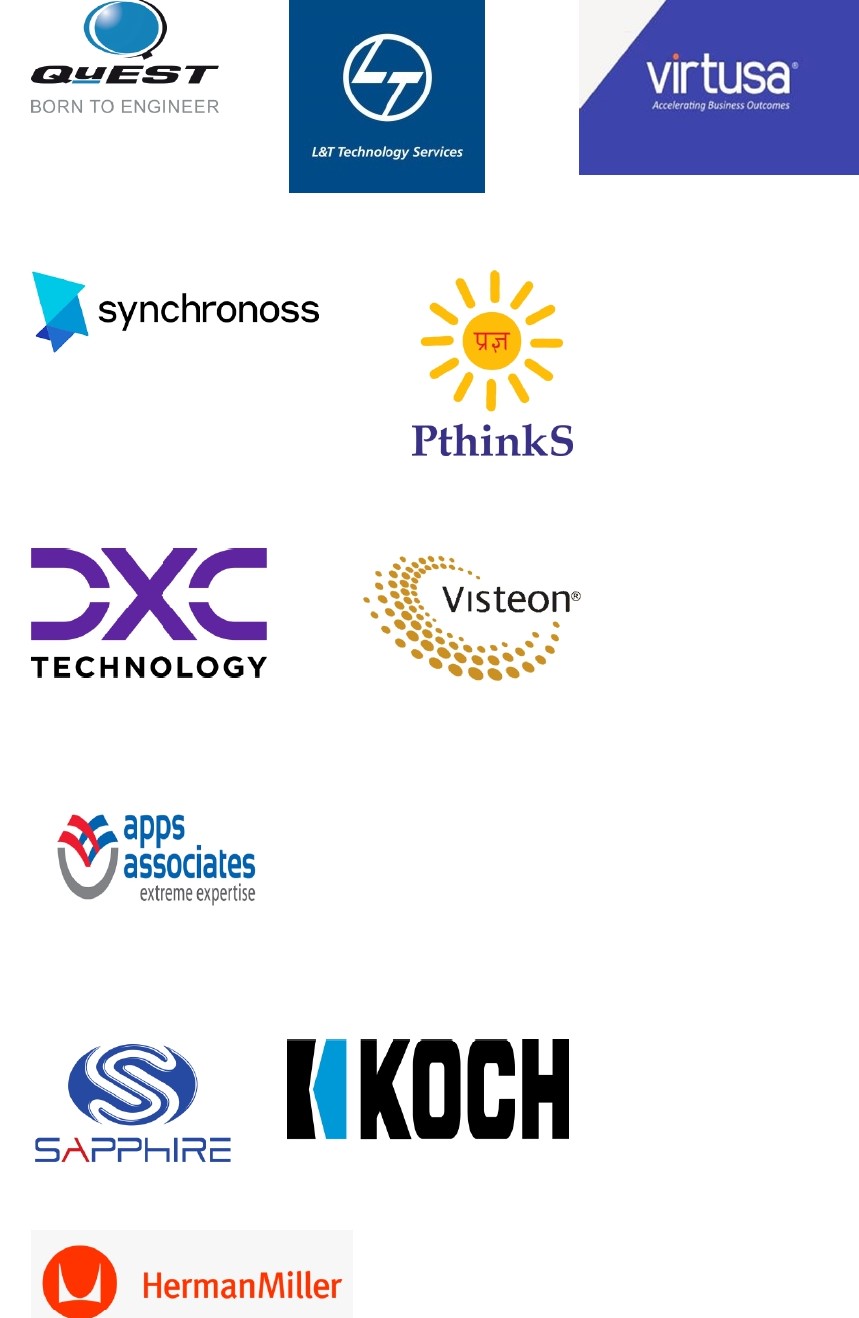 QuEST
BORN TO ENGINEER
LT
L&T Technology Services
virtusa®
Accelerating Business Outcomes
synchronoss
प्रज्ञ
PthinkS
DXC
TECHNOLOGY
Visteon®
apps
associates
extreme expertise
SAPPHIRE
KOCH
HermanMiller